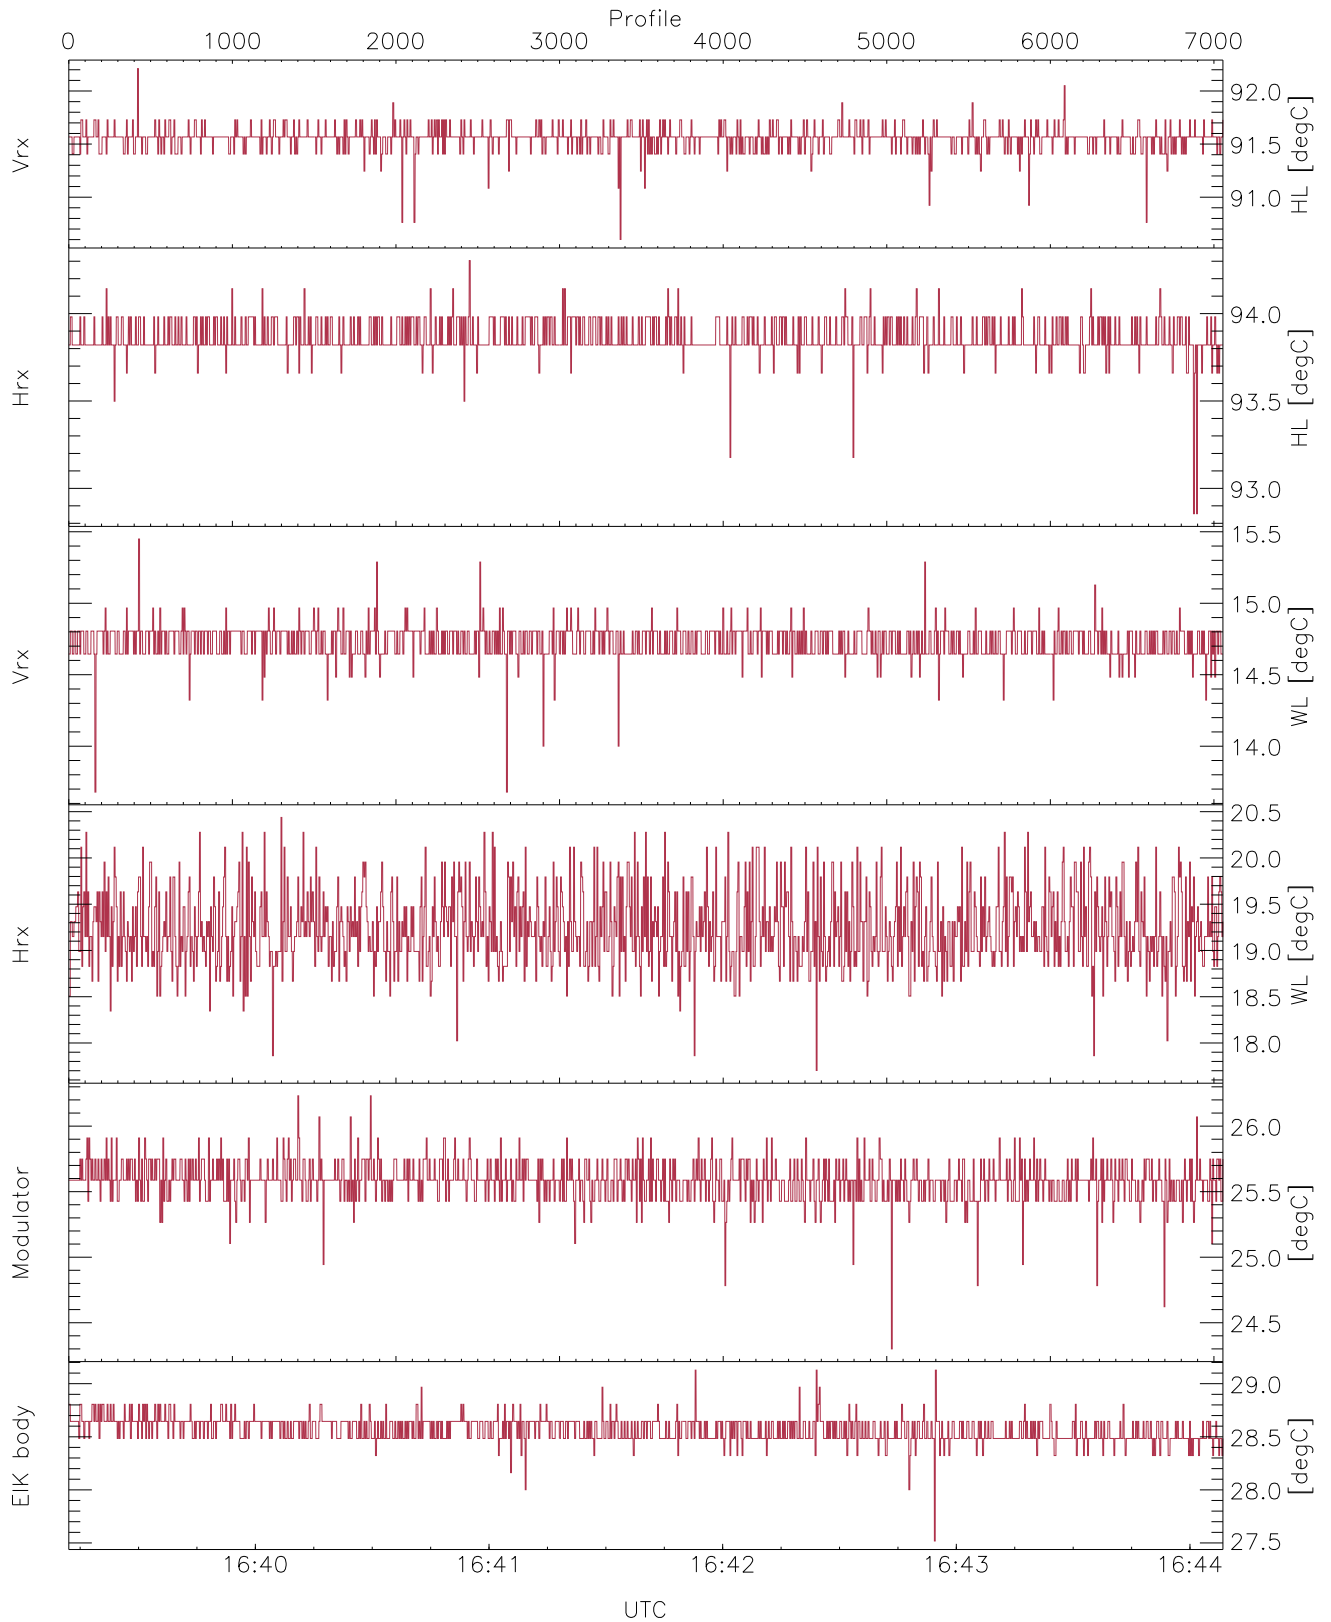 Profile
0 1000 2000 3000 4000 5000 6000 7000
Vrx
92.0
91.5
91.0
HL [degC]
Hrx
94.0
93.5
93.0
HL [degC]
Vrx
15.5
15.0
14.5
14.0
WL [degC]
Hrx
20.5
20.0
19.5
19.0
18.5
18.0
WL [degC]
Modulator
26.0
25.5
25.0
24.5
[degC]
EIK body
29.0
28.5
28.0
27.5
[degC]
16:40 16:41 16:42 16:43 16:44
UTC